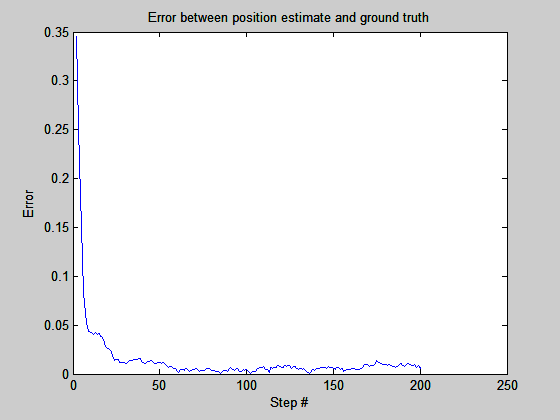 Error between position estimate and ground truth
0.35
0.3
0.25
0.2
0.15
0.1
0.05
0
Error
0 50 100 150 200 250
Step #